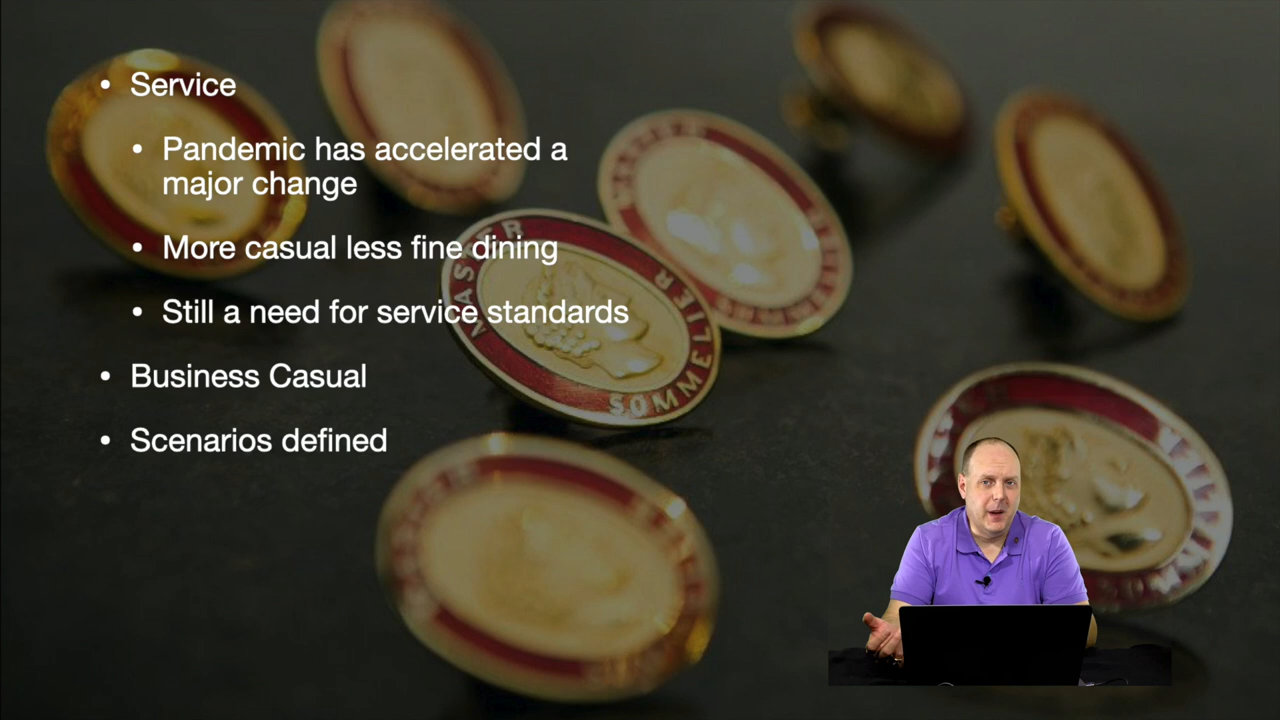 • Service
• Pandemic has accelerated a
major change
• More casual less fine dining
• Still a need for service standards
• Business Casual
• Scenarios defined
MASTER
SOMMELIER